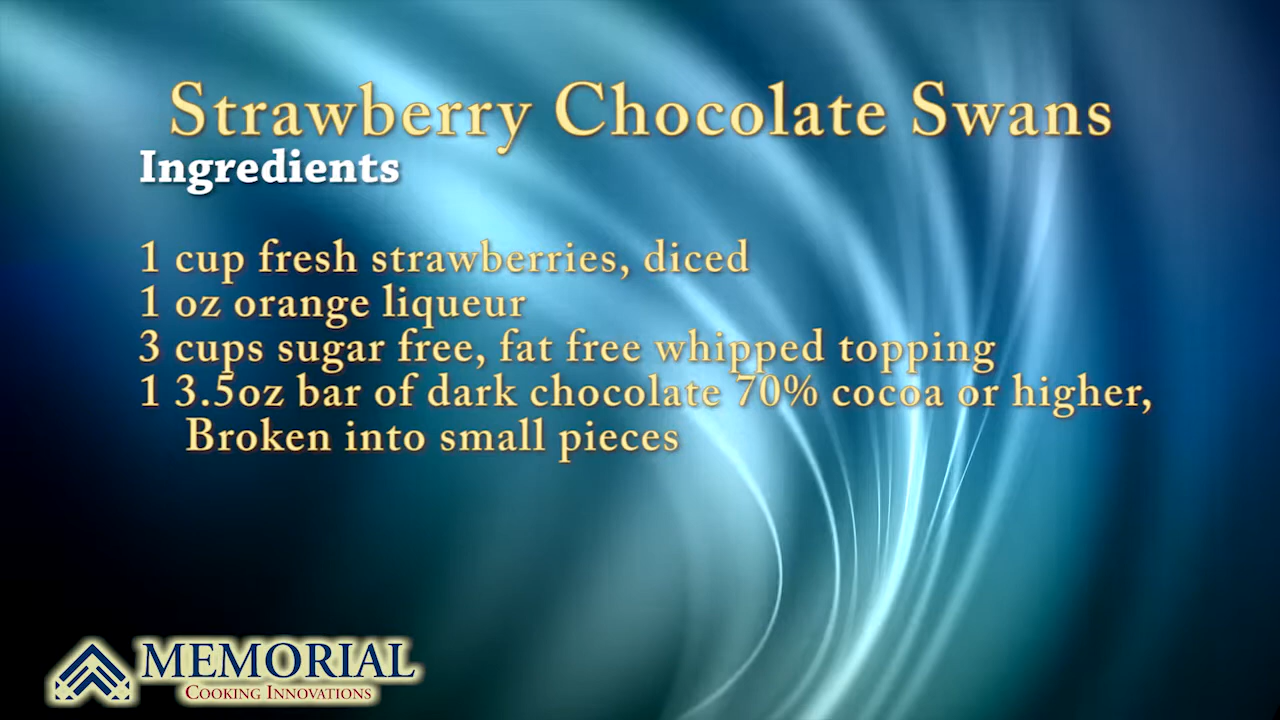 Strawberry Chocolate Swans
Ingredients
1 cup fresh strawberries, diced
1 oz orange liqueur
3 cups sugar free, fat free whipped topping
1 3.5oz bar of dark chocolate 70% cocoa or higher,
Broken into small pieces
MEMORIAL
COOKING INNOVATIONS